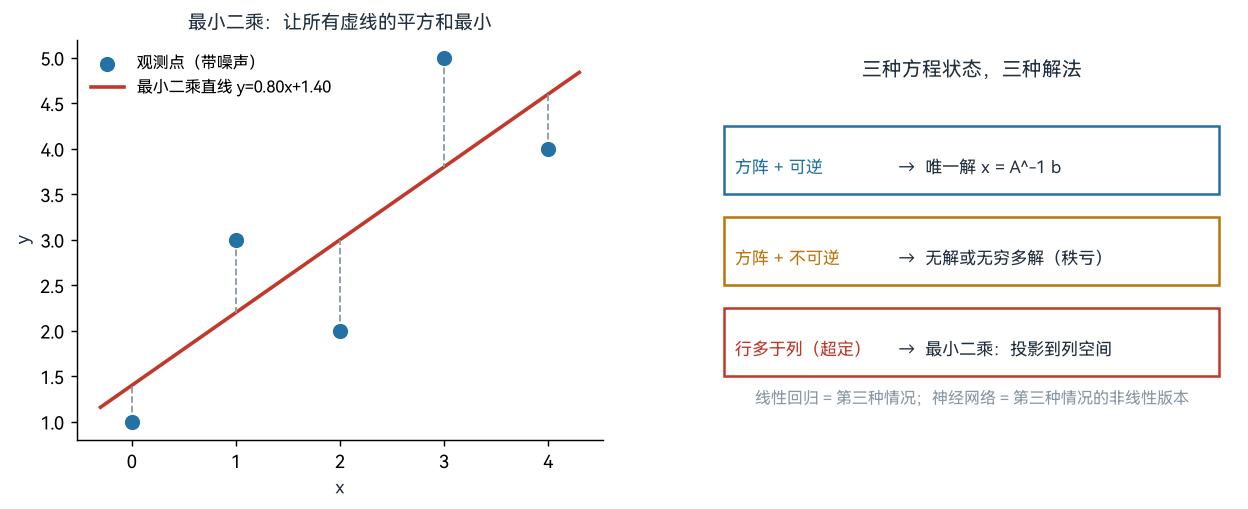 最小二乘：让所有虚线的平方和最小
观测点（带噪声）
最小二乘直线 y=0.80x+1.40
y
5.0
4.5
4.0
3.5
3.0
2.5
2.0
1.5
1.0
0 1 2 3 4
x
三种方程状态，三种解法
方阵 + 可逆 → 唯一解 x = A^-1 b
方阵 + 不可逆 → 无解或无穷多解（秩亏）
行多于列（超定） → 最小二乘：投影到列空间
线性回归 = 第三种情况；神经网络 = 第三种情况的非线性版本